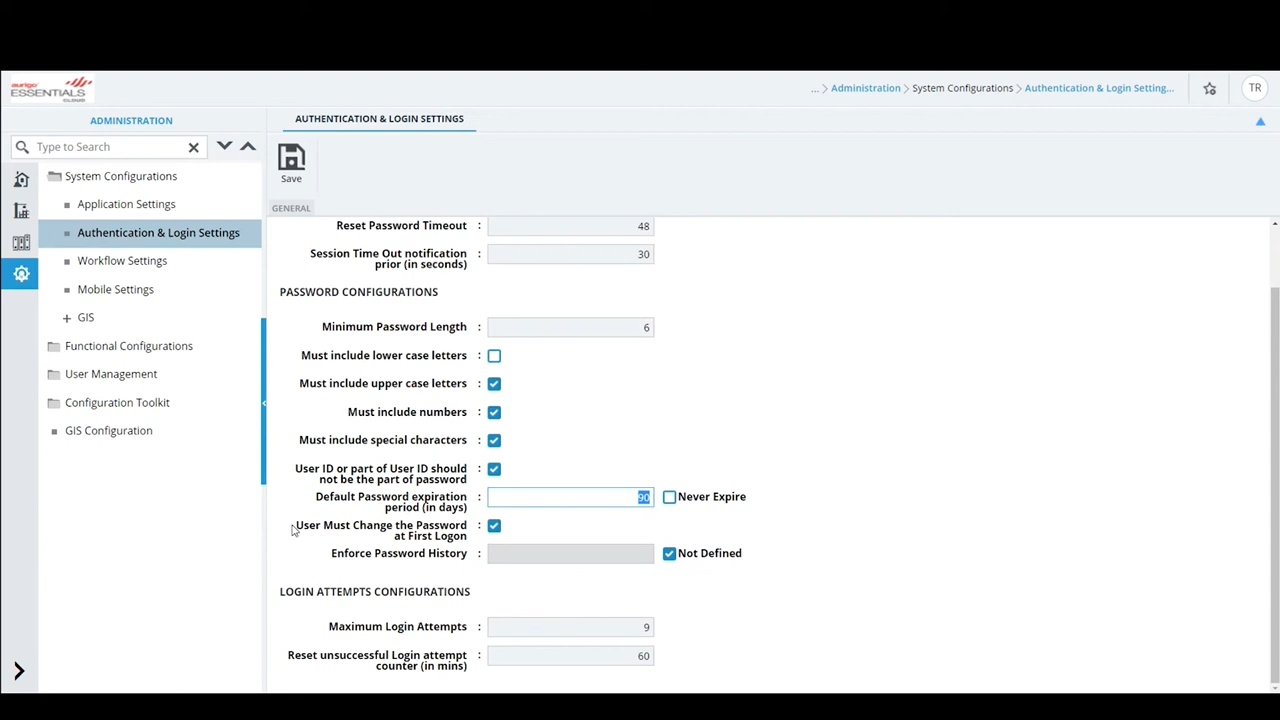 aurigo
ESSENTIALS
CLOUD
... > Administration > System Configurations > Authentication & Login Setting...
TR
ADMINISTRATION
AUTHENTICATION & LOGIN SETTINGS
Type to Search
Save
GENERAL
System Configurations
Application Settings
Authentication & Login Settings
Workflow Settings
Mobile Settings
GIS
Functional Configurations
User Management
Configuration Toolkit
GIS Configuration
Reset Password Timeout : 48
Session Time Out notification
prior (in seconds) : 30
PASSWORD CONFIGURATIONS
Minimum Password Length : 6
Must include lower case letters :
Must include upper case letters :
Must include numbers :
Must include special characters :
User ID or part of User ID should
not be the part of password :
Default Password expiration
period (in days) : 90 Never Expire
User Must Change the Password
at First Logon :
Enforce Password History : Not Defined
LOGIN ATTEMPTS CONFIGURATIONS
Maximum Login Attempts : 9
Reset unsuccessful Login attempt
counter (in mins) : 60